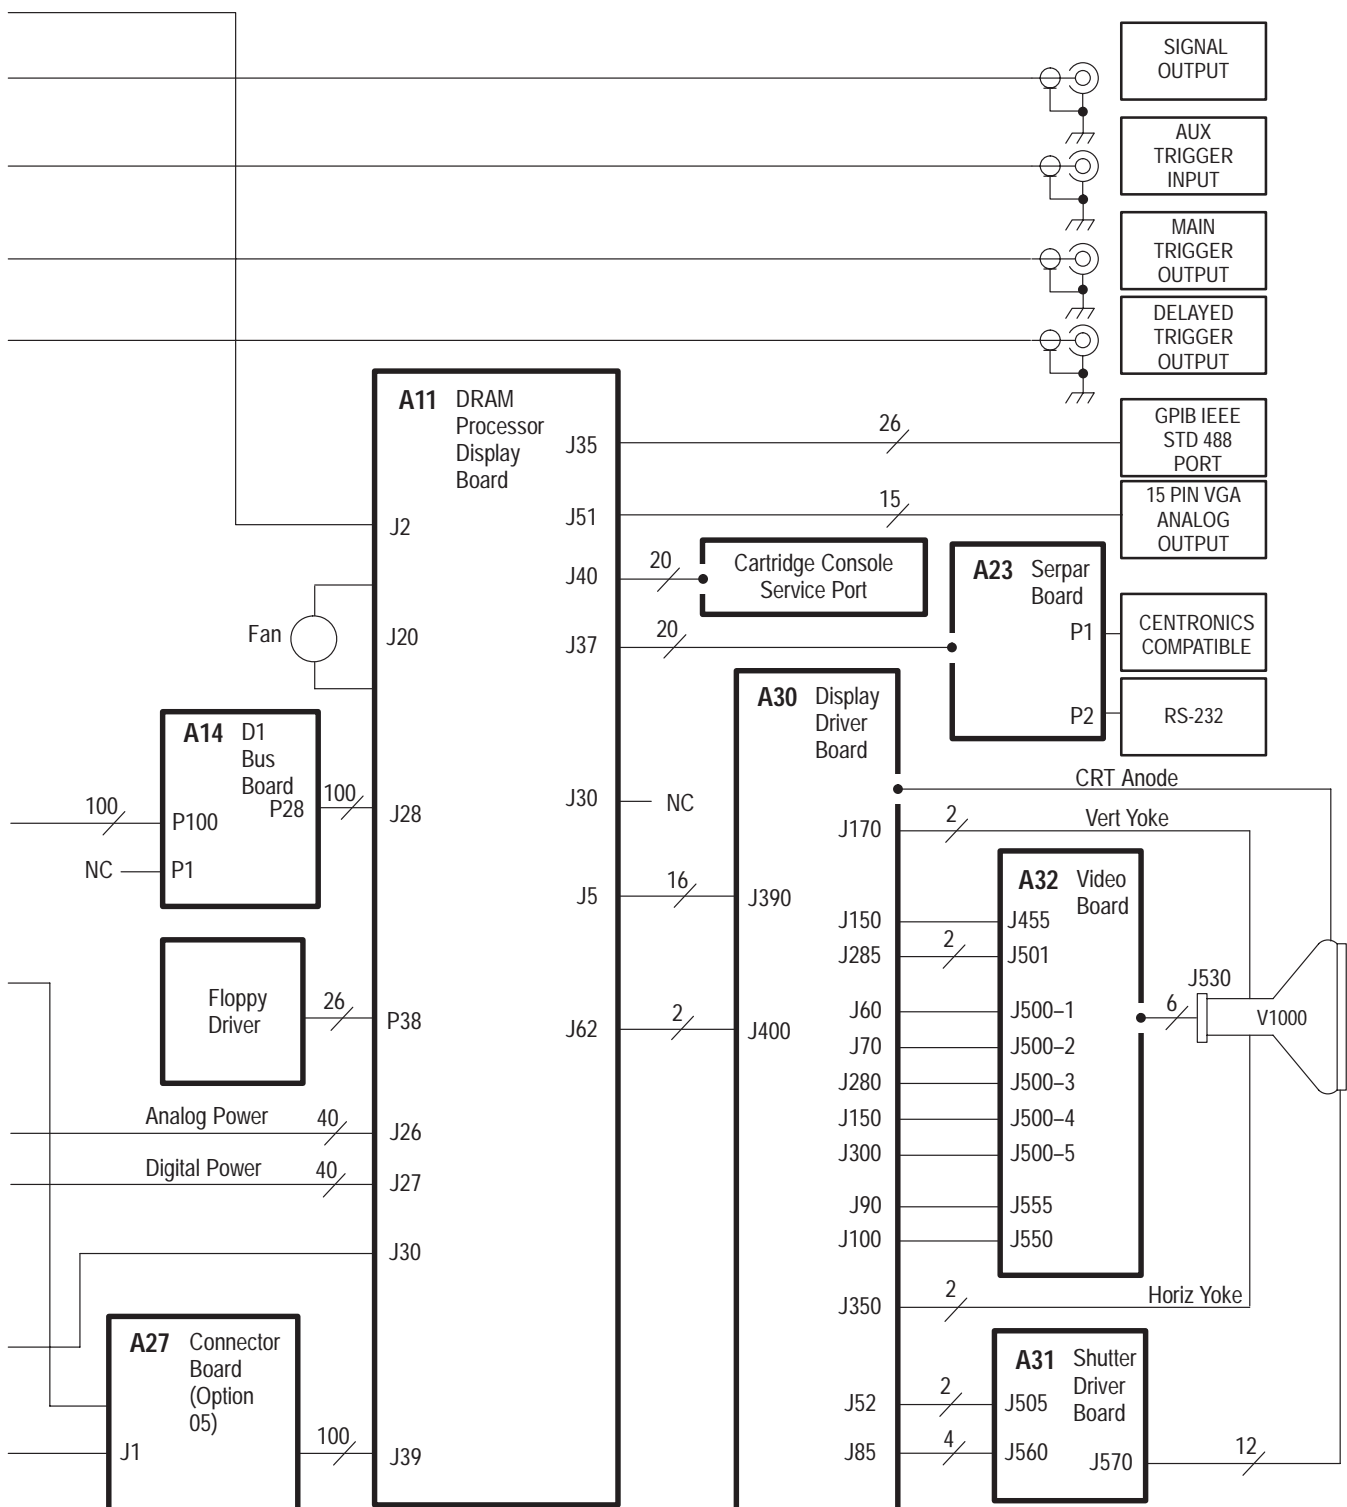 SIGNAL
OUTPUT
AUX
TRIGGER
INPUT
MAIN
TRIGGER
OUTPUT
DELAYED
TRIGGER
OUTPUT
A11 DRAM
Processor
Display
Board
J35
26
GPIB IEEE
STD 488
PORT
J2
J51
15
15 PIN VGA
ANALOG
OUTPUT
J40
20
Cartridge Console
Service Port
A23 Serpar
Board
P1
CENTRONICS
COMPATIBLE
Fan
J20
J37
20
P2
RS-232
A30 Display
Driver
Board
A14 D1
Bus
Board
100
P100
P28
100
J28
NC
P1
J30
NC
CRT Anode
J170
2
Vert Yoke
A32 Video
Board
J5
16
J390
J150
J455
J285
2
J501
Floppy
Driver
26
P38
J62
2
J400
J60
J500–1
J70
J500–2
J280
J500–3
J150
J500–4
J300
J500–5
J90
J555
J100
J550
6
J530
V1000
Analog Power
40
J26
Digital Power
40
J27
J30
J350
2
Horiz Yoke
A27 Connector
Board
(Option
05)
J1
100
J39
A31 Shutter
Driver
Board
J52
2
J505
J85
4
J560
J570
12